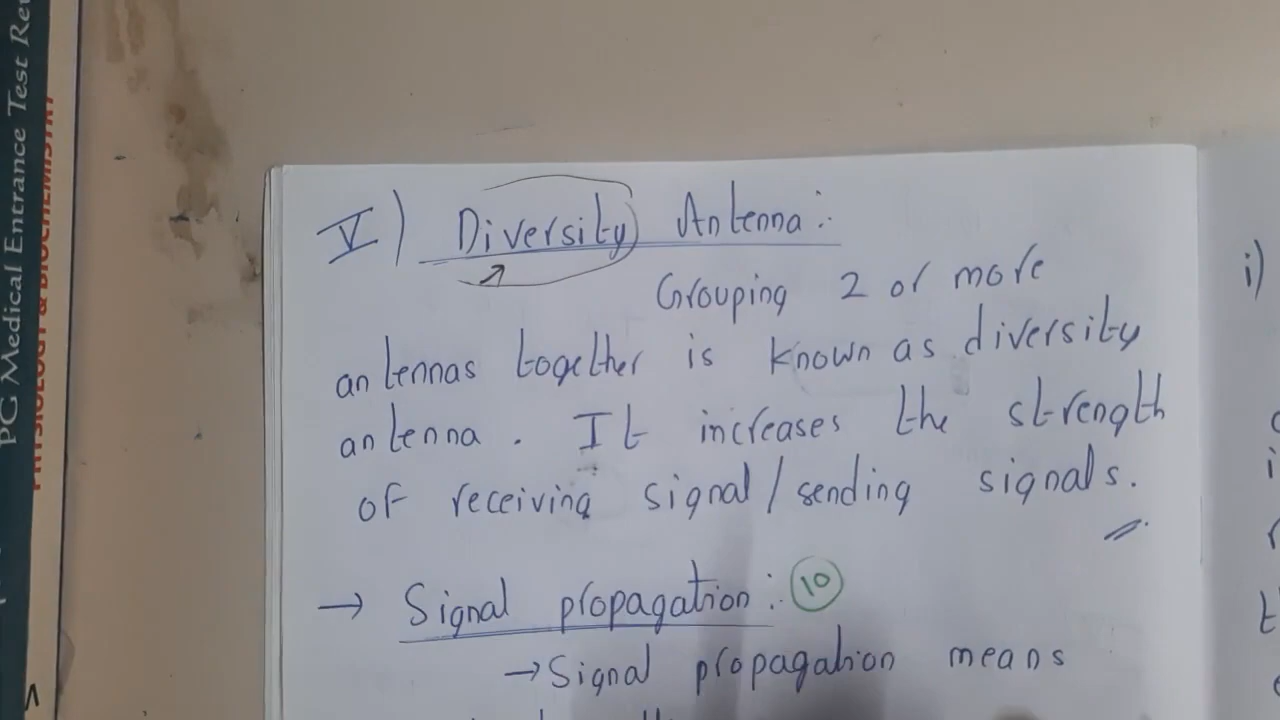 PG Medical Entrance Test Rev
PHYSIOLOGY & BIOCHEMISTRY
V) Diversity Antenna :
Grouping 2 or more
antennas together is known as diversity
antenna . It increases the strength
of receiving signal / sending signals.
→ Signal propagation : 10
→ Signal propagation means
i)